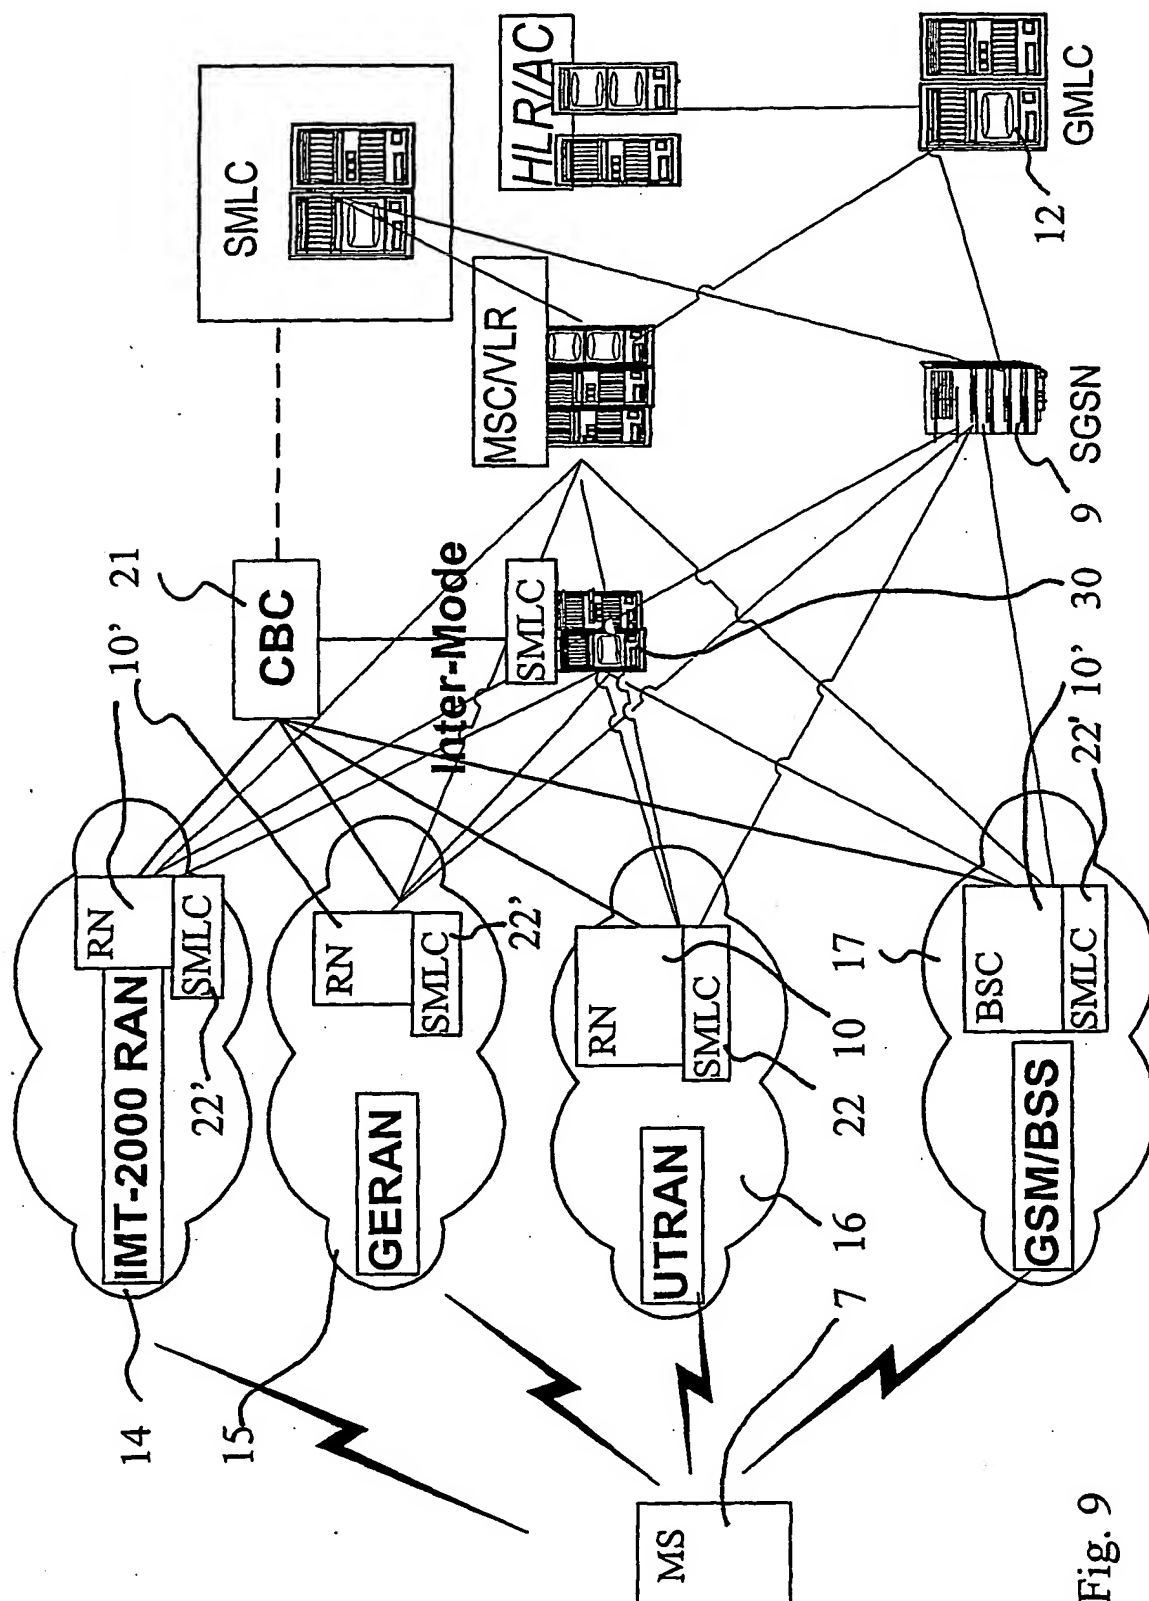 14
IMT-2000 RAN
RN
SMLC
22'
10'
21
CBC
SMLC
HLR/AC
15
GERAN
RN
SMLC
22'
10'
Inter-Mode
SMLC
30
MSC/VLR
MS
7
UTRAN
16
RN
SMLC
22
10
GSM/BSS
17
BSC
SMLC
22'
10'
SGSN
9
GMLC
12
Fig. 9